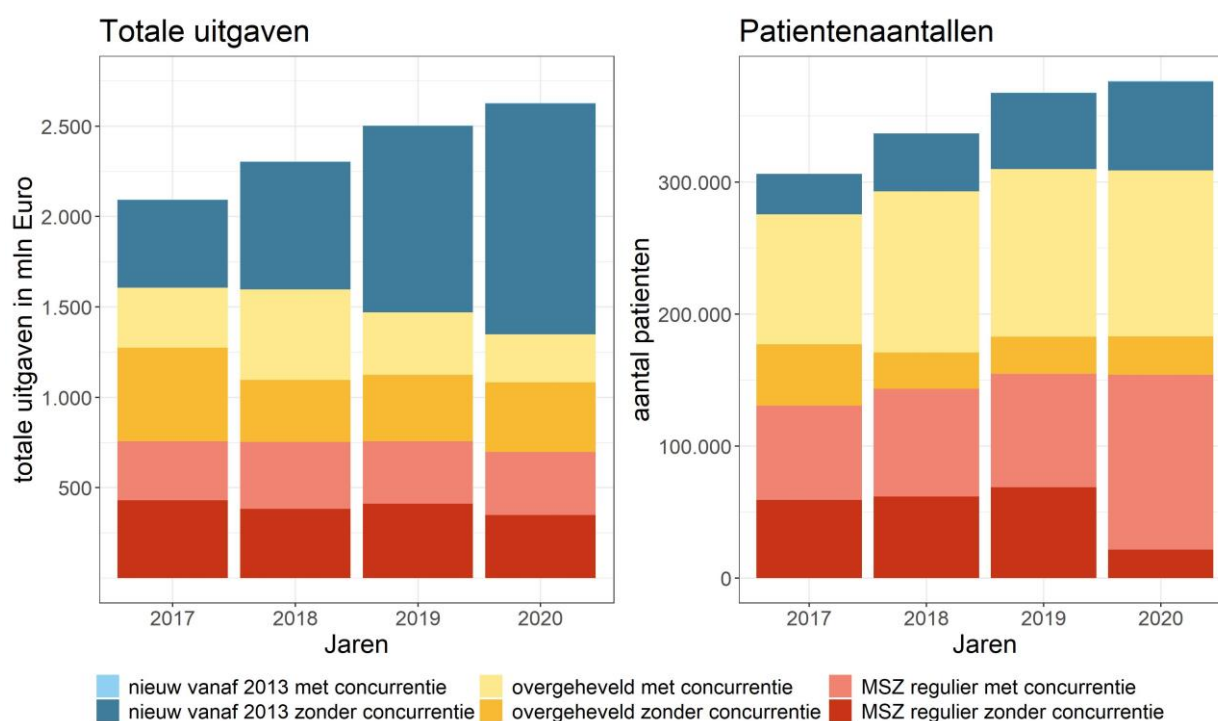 Totale uitgaven
totale uitgaven in mln Euro
2.500
2.000
1.500
1.000
500
2017 2018 2019 2020
Jaren
Patientenaantallen
aantal patienten
300.000
200.000
100.000
0
2017 2018 2019 2020
Jaren
nieuw vanaf 2013 met concurrentie
nieuw vanaf 2013 zonder concurrentie
overgeheveld met concurrentie
overgeheveld zonder concurrentie
MSZ regulier met concurrentie
MSZ regulier zonder concurrentie